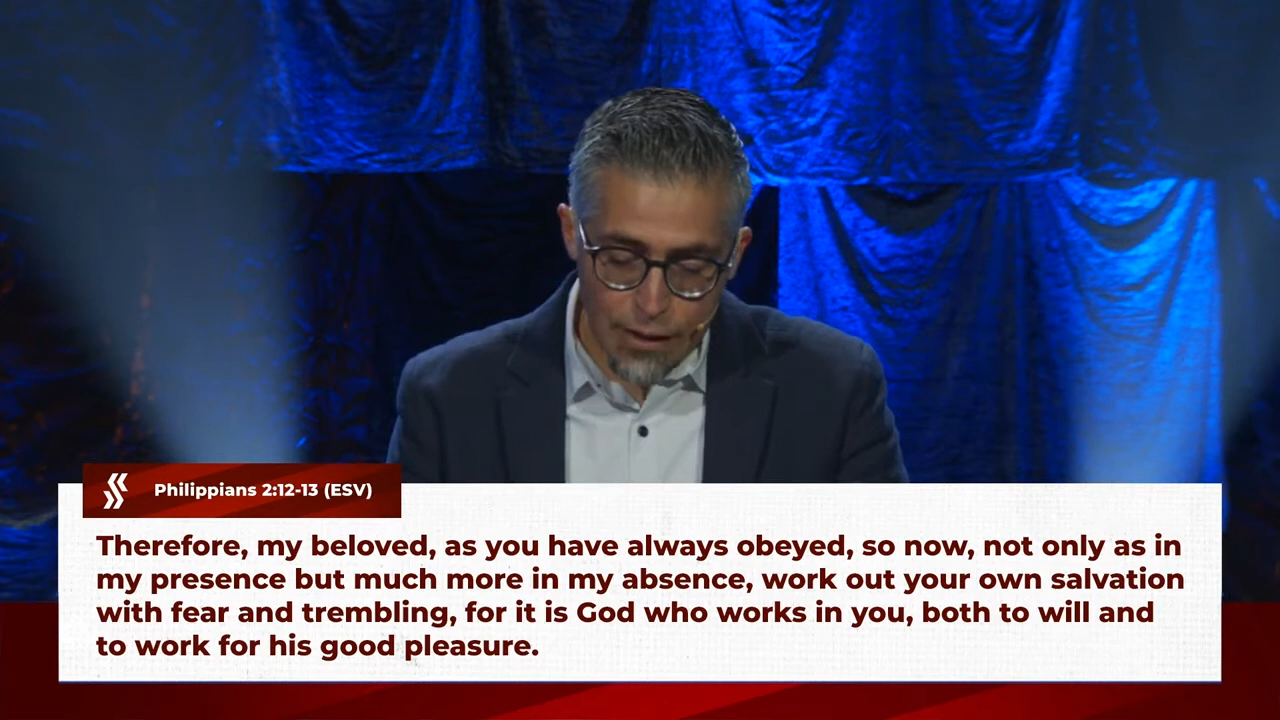 Philippians 2:12-13 (ESV)
Therefore, my beloved, as you have always obeyed, so now, not only as in
my presence but much more in my absence, work out your own salvation
with fear and trembling, for it is God who works in you, both to will and
to work for his good pleasure.